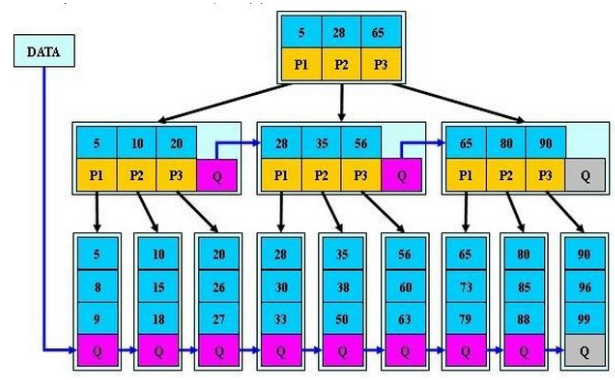 5 28 65
DATA
P1 P2 P3
5 10 20
28 35 56
65 80 90
P1 P2 P3 Q
P1 P2 P3 Q
P1 P2 P3 Q
5 10 20 28 35 56 65 80 90
8 15 26 30 38 60 73 85 96
9 18 27 33 50 63 79 88 99
Q Q Q Q Q Q Q Q Q